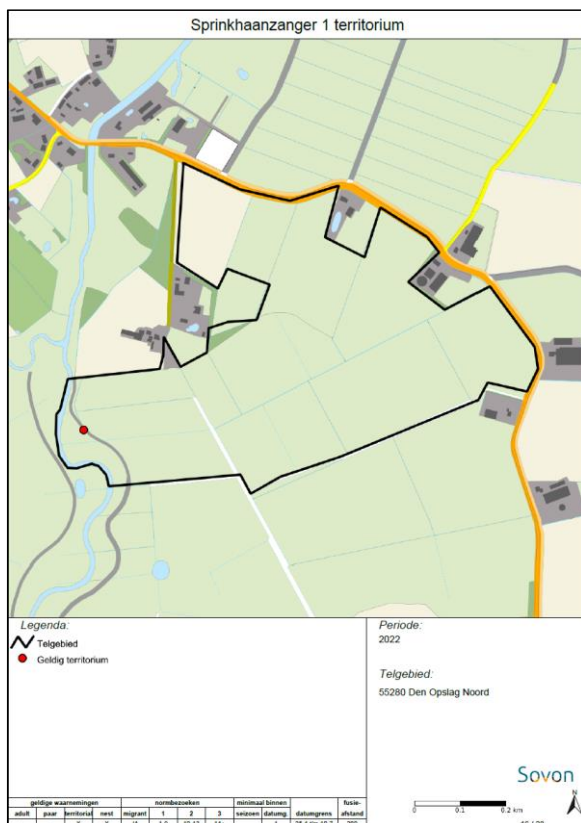 Sprinkhaanzanger 1 territorium
Legenda:
Telgebied
Geldig territorium
Periode:
2022
Telgebied:
55280 Den Opslag Noord
Sovon
0 0.1 0.2 km
N
geldige waarnemingen normbezoeken minimaal binnen fusie-
adult paar territorial nest migrant 1 2 3 seizoen datumg. datumgrens afstand